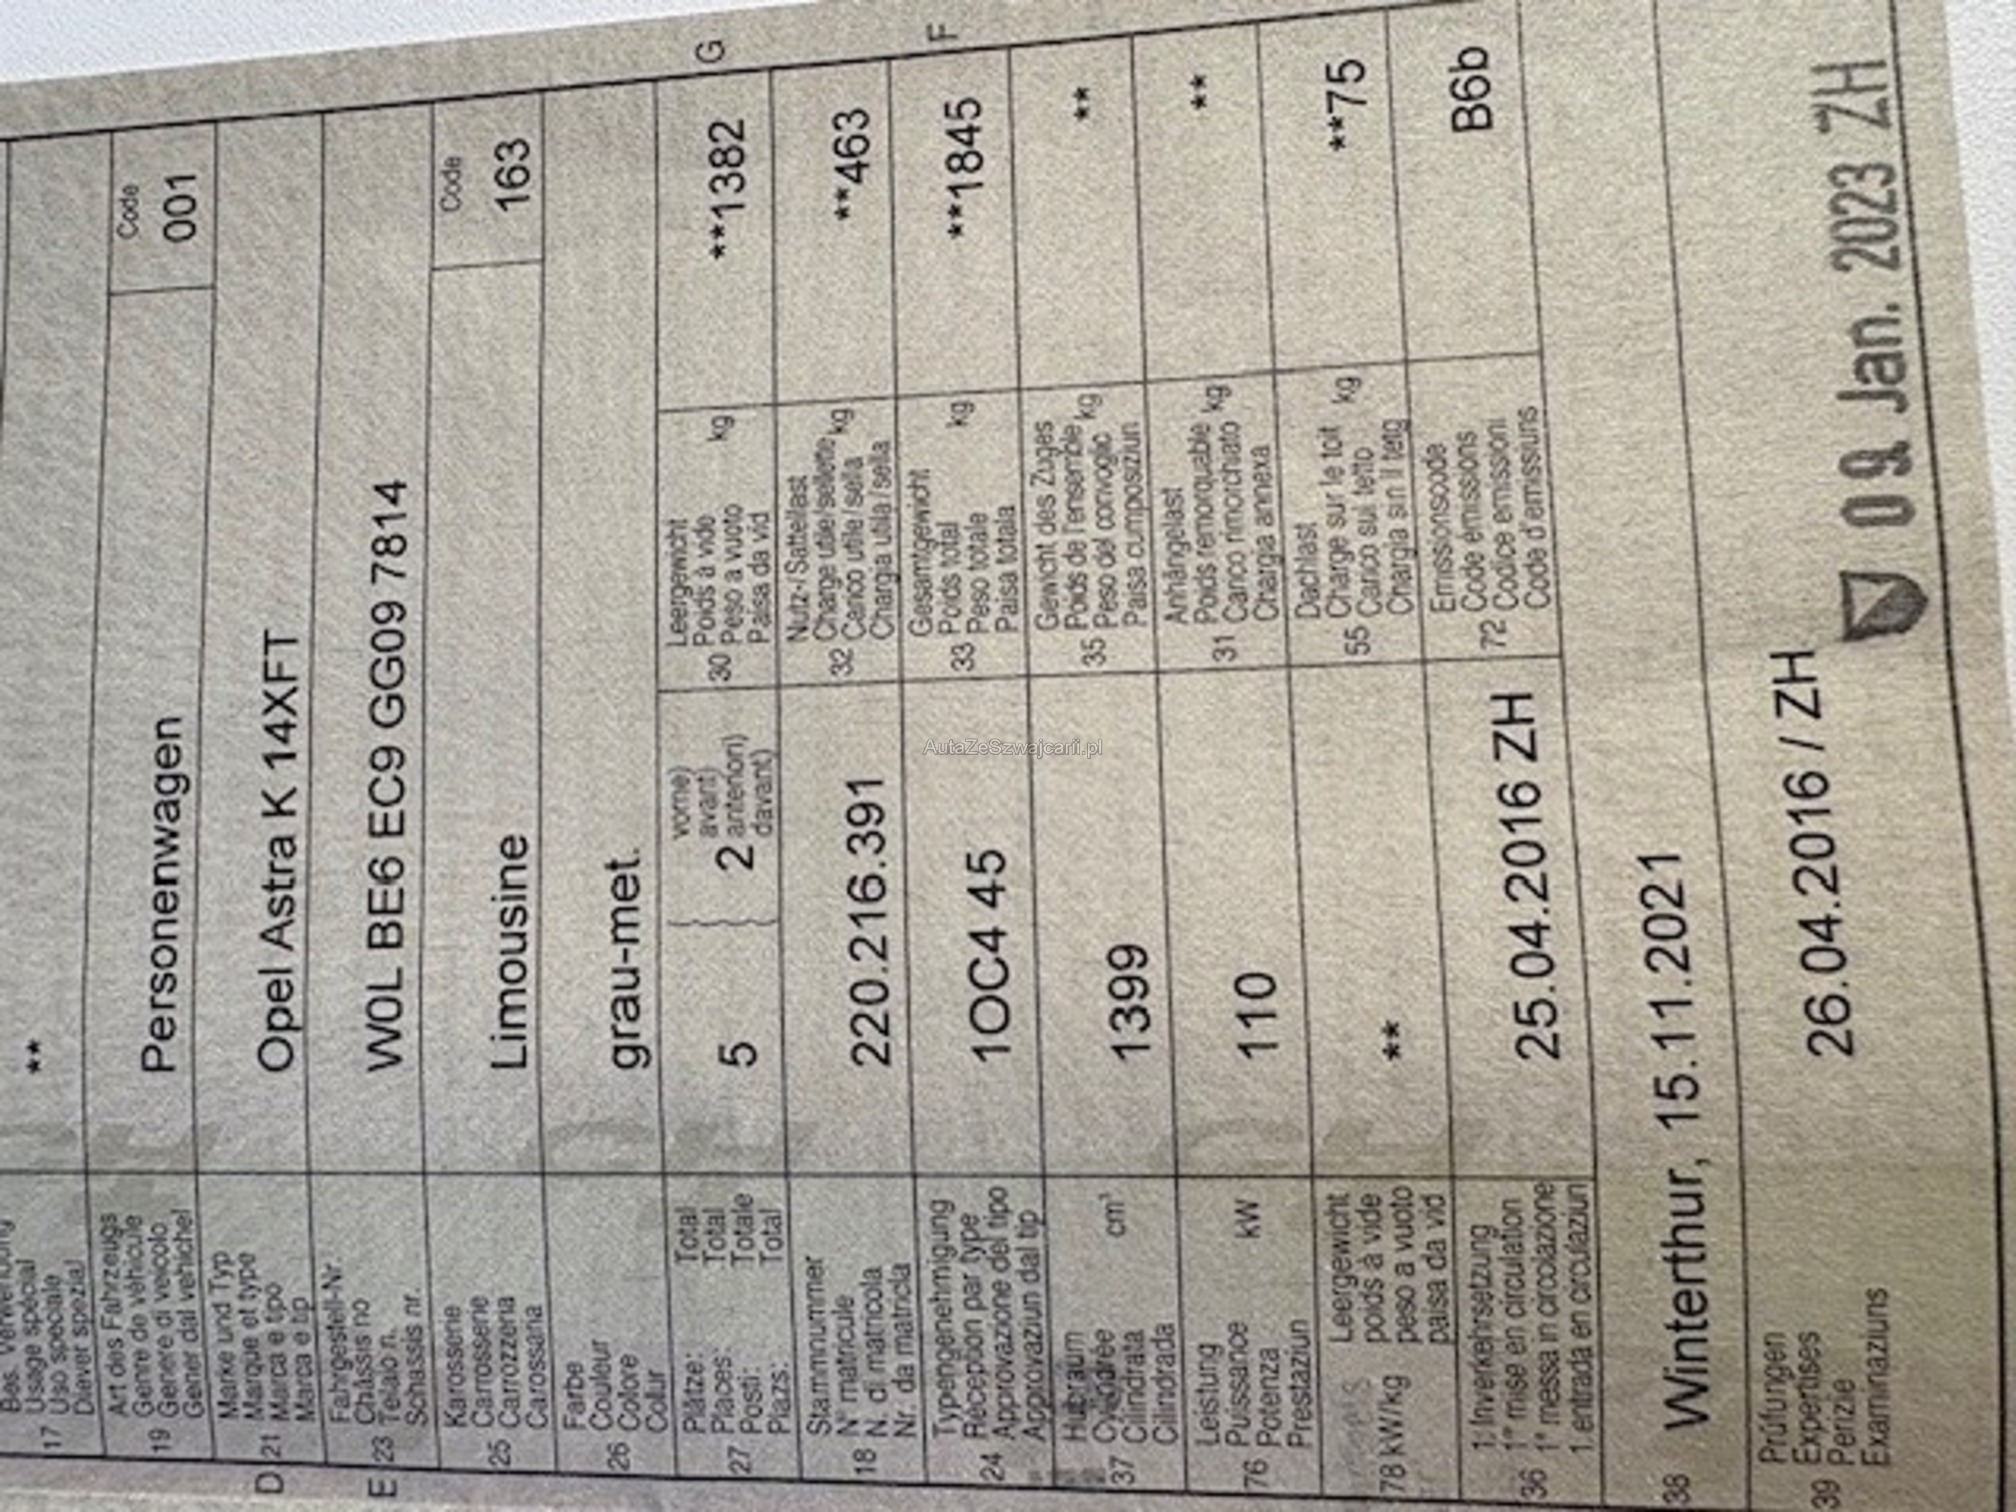 17 Usage spécial
Uso speciale
Diever spezial
**
Art des Fahrzeugs
Genre de véhicule
19 Genere di veicolo
Gener dal vehichel
Personenwagen
Code
001
Marke und Typ
Marque et type
D 21 Marca e tipo
Marca e tip
Opel Astra K 14XFT
Fahrgestell-Nr.
E 23 Châssis no
Telaio n.
Schassis nr.
W0L BE6 EC9 GG09 7814
Karosserie
Carrosserie
25 Carrozzeria
Carossaria
Limousine
Code
163
Farbe
Couleur
26 Colore
Colur
grau-met.
Plätze: Total
Places: Total
27 Posti: Totale
Plazs: Total
5
vorne)
avant)
2 anteriori)
davant)
Leergewicht
Poids à vide
30 Peso a vuoto kg
Paisa da vid
**1382
G
Stammnummer
N° matricule
18 N. di matricola
Nr. da matricla
220.216.391
Nutz-/Sattellast
Charge utile/sellette
32 Carico utile/sella kg
Chargia utila/sella
**463
Typengenehmigung
Réception par type
24 Approvazione del tipo
Approvaziun dal tip
1OC4 45
Gesamtgewicht
33 Poids total kg
Peso totale
Paisa totala
**1845
F
Hubraum
37 Cylindrée cm³
Cilindrata
Cilindrada
1399
Gewicht des Zuges
Poids de l'ensemble kg
35 Peso del convoglio
Paisa cumposiziun
**
Leistung
76 Puissance kW
Potenza
Prestaziun
110
Anhängelast
Poids remorquable kg
31 Carico rimorchiato
Chargia annexa
**
Leergewicht
poids à vide
78 kW/kg peso a vuoto
paisa da vid
**
Dachlast
Charge sur le toit kg
55 Carico sul tetto
Chargia sin il tetg
**75
1. Inverkehrsetzung
1re mise en circulation
36 1a messa in circolazione
1. entrada en circulaziun
25.04.2016 ZH
Emissionscode
Code émissions
72 Codice emissioni
Code d'emissiuns
B6b
38 Winterthur, 15.11.2021
Prüfungen
39 Expertises
Perizie
Examinaziuns
26.04.2016 / ZH
09. Jan. 2023 ZH
AutaZeSzwajcarii.pl